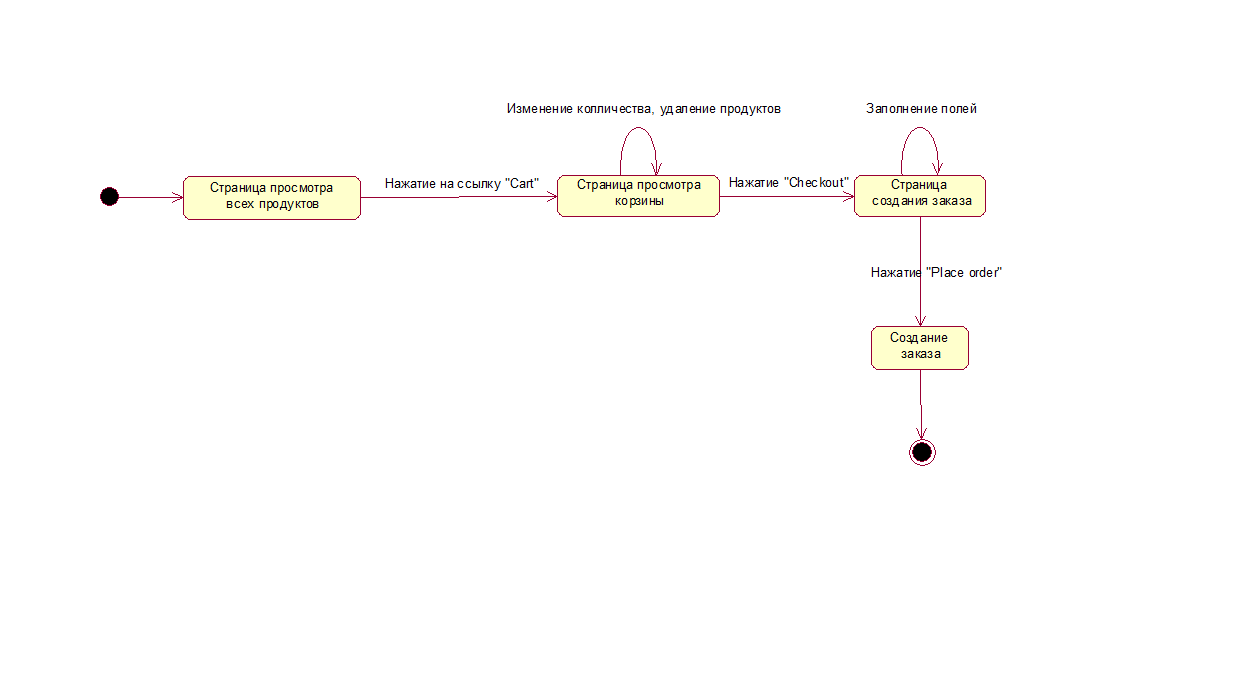 Изменение колличества, удаление продуктов
Заполнение полей
Страница просмотра
всех продуктов
Нажатие на ссылку "Cart"
Страница просмотра
корзины
Нажатие "Checkout"
Страница
создания заказа
Нажатие "Place order"
Создание
заказа